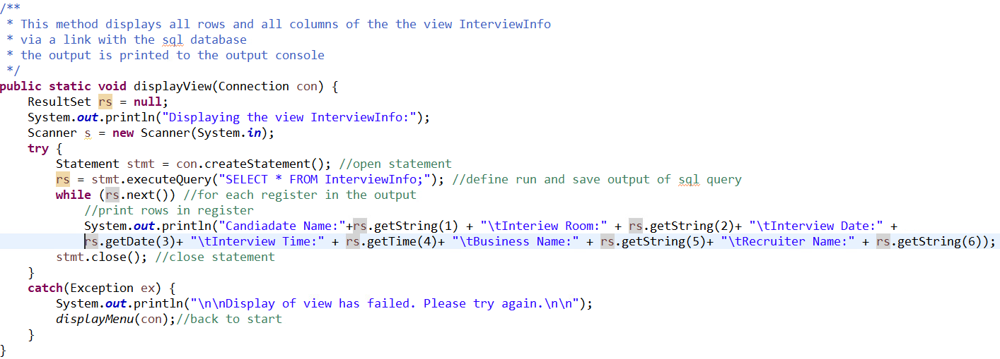 /**
 * This method displays all rows and all columns of the the view InterviewInfo
 * via a link with the sql database
 * the output is printed to the output console
 */
public static void displayView(Connection con) {
    ResultSet rs = null;
    System.out.println("Displaying the view InterviewInfo:");
    Scanner s = new Scanner(System.in);
    try {
        Statement stmt = con.createStatement(); //open statement
        rs = stmt.executeQuery("SELECT * FROM InterviewInfo;"); //define run and save output of sql query
        while (rs.next()) //for each register in the output
            //print rows in register
            System.out.println("Candiadate Name:"+rs.getString(1) + "\tInteriew Room:" + rs.getString(2)+ "\tInterview Date:" +
            rs.getDate(3)+ "\tInterview Time:" + rs.getTime(4)+ "\tBusiness Name:" + rs.getString(5)+ "\tRecruiter Name:" + rs.getString(6));
        stmt.close(); //close statement
    }
    catch(Exception ex) {
        System.out.println("\n\nDisplay of view has failed. Please try again.\n\n");
        displayMenu(con);//back to start
    }
}